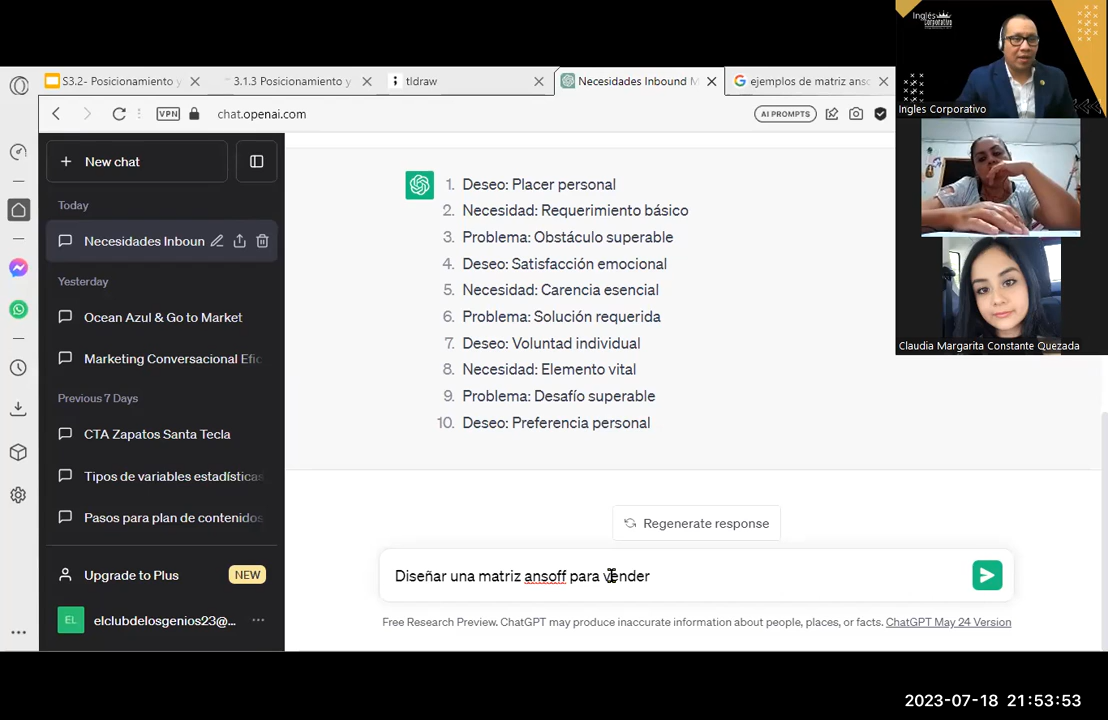 Inglés
Corporativo
Ingles Corporativo
S3.2- Posicionamiento y
3.1.3 Posicionamiento y
tldraw
Necesidades Inbound M
ejemplos de matriz anso
VPN
chat.openai.com
AI PROMPTS
New chat
Today
Necesidades Inboun
Yesterday
Ocean Azul & Go to Market
Marketing Conversacional Efic
Previous 7 Days
CTA Zapatos Santa Tecla
Tipos de variables estadísticas
Pasos para plan de contenidos
Upgrade to Plus
NEW
EL
elclubdelosgenios23@...
1. Deseo: Placer personal
2. Necesidad: Requerimiento básico
3. Problema: Obstáculo superable
4. Deseo: Satisfacción emocional
5. Necesidad: Carencia esencial
6. Problema: Solución requerida
7. Deseo: Voluntad individual
8. Necesidad: Elemento vital
9. Problema: Desafío superable
10. Deseo: Preferencia personal
Regenerate response
Diseñar una matriz ansoff para vender
Free Research Preview. ChatGPT may produce inaccurate information about people, places, or facts. ChatGPT May 24 Version
Claudia Margarita Constante Quezada
2023-07-18 21:53:53